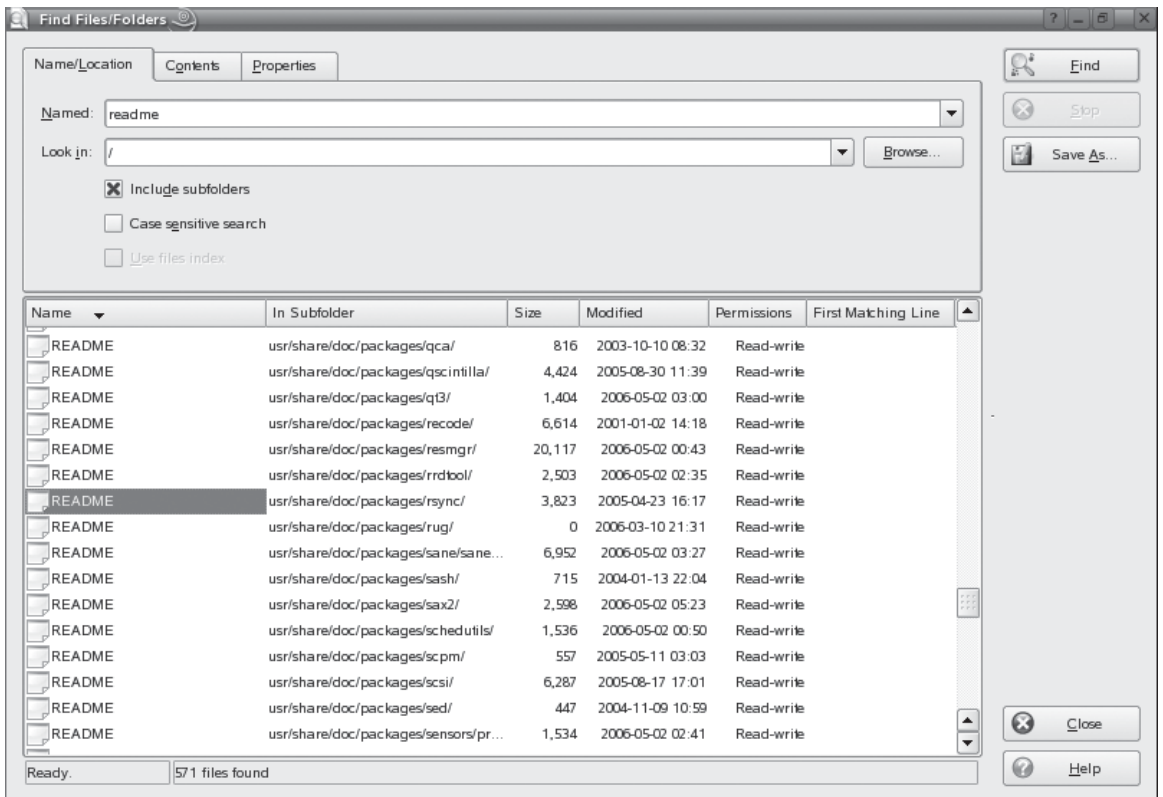 Find Files/Folders
Name/Location Contents Properties
Find
Named: readme
Stop
Look in: / Browse...
Save As...
Include subfolders
Case sensitive search
Use files index
Name In Subfolder Size Modified Permissions First Matching Line
README usr/share/doc/packages/qca/ 816 2003-10-10 08:32 Read-write
README usr/share/doc/packages/qscintilla/ 4,424 2005-08-30 11:39 Read-write
README usr/share/doc/packages/qt3/ 1,404 2006-05-02 03:00 Read-write
README usr/share/doc/packages/recode/ 6,614 2001-01-02 14:18 Read-write
README usr/share/doc/packages/resmgr/ 20,117 2006-05-02 00:43 Read-write
README usr/share/doc/packages/rrdtool/ 2,503 2006-05-02 02:35 Read-write
README usr/share/doc/packages/rsync/ 3,823 2005-04-23 16:17 Read-write
README usr/share/doc/packages/rug/ 0 2006-03-10 21:31 Read-write
README usr/share/doc/packages/sane/sane... 6,952 2006-05-02 03:27 Read-write
README usr/share/doc/packages/sash/ 715 2004-01-13 22:04 Read-write
README usr/share/doc/packages/sax2/ 2,598 2006-05-02 05:23 Read-write
README usr/share/doc/packages/schedutils/ 1,536 2006-05-02 00:50 Read-write
README usr/share/doc/packages/scpm/ 557 2005-05-11 03:03 Read-write
README usr/share/doc/packages/scsi/ 6,287 2005-08-17 17:01 Read-write
README usr/share/doc/packages/sed/ 447 2004-11-09 10:59 Read-write
README usr/share/doc/packages/sensors/pr... 1,534 2006-05-02 02:41 Read-write
Close
Help
Ready. 571 files found